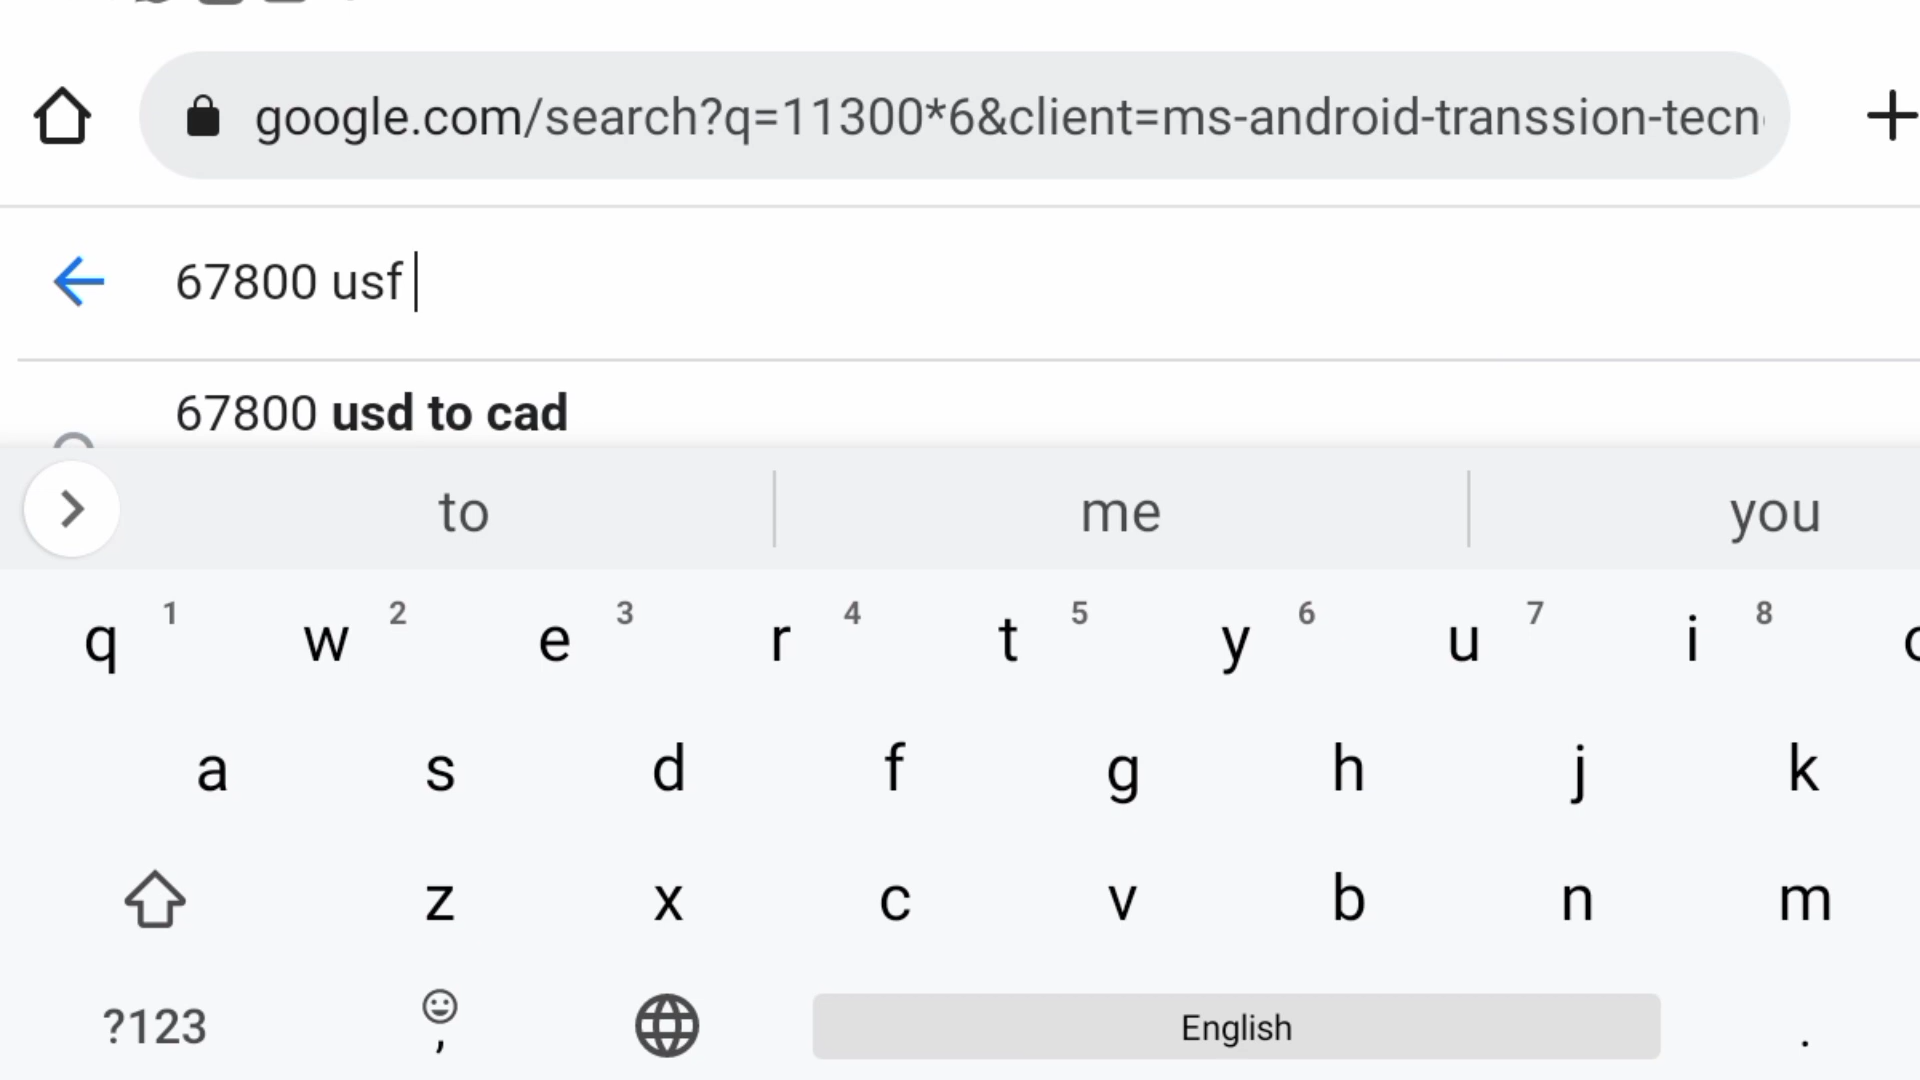 google.com/search?q=11300*6&client=ms-android-transsion-tecn
67800 usf
67800 usd to cad
to me you
q 1 w 2 e 3 r 4 t 5 y 6 u 7 i 8
a s d f g h j k
z x c v b n m
?123 , English .